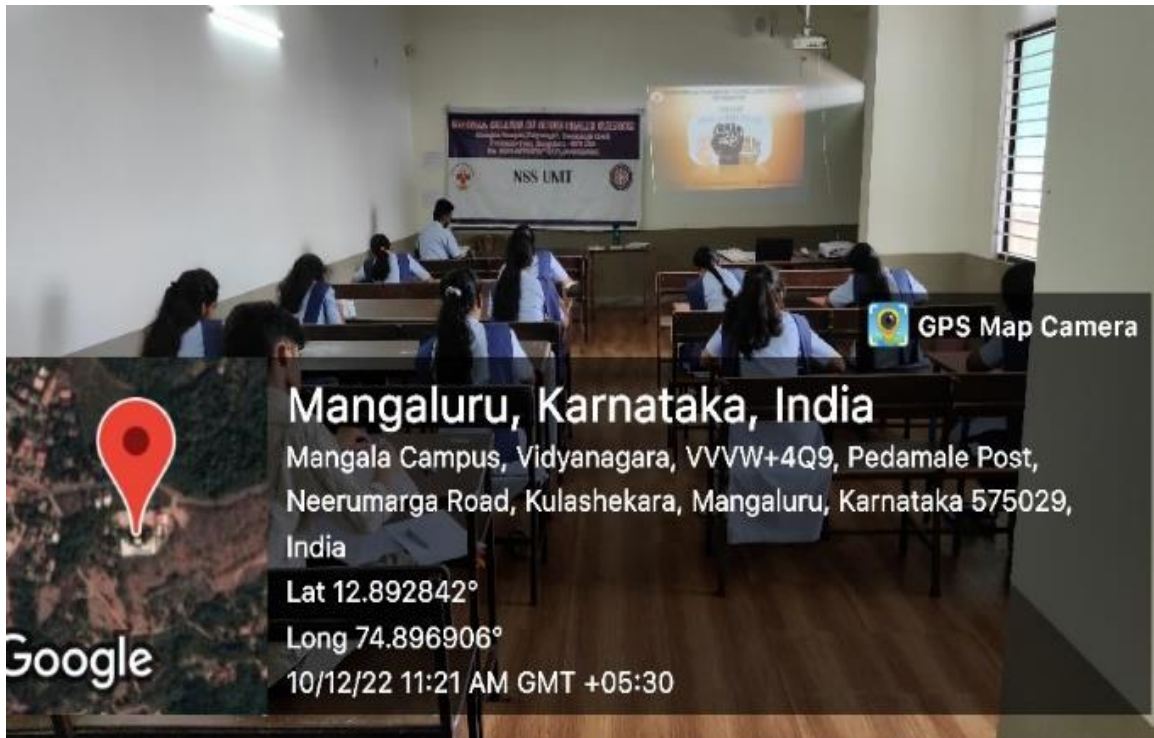 NSS UNIT
GPS Map Camera
Mangaluru, Karnataka, India
Mangala Campus, Vidyanagara, VVVW+4Q9, Pedamale Post,
Neerumarga Road, Kulashekara, Mangaluru, Karnataka 575029,
India
Lat 12.892842°
Long 74.896906°
10/12/22 11:21 AM GMT +05:30
Google